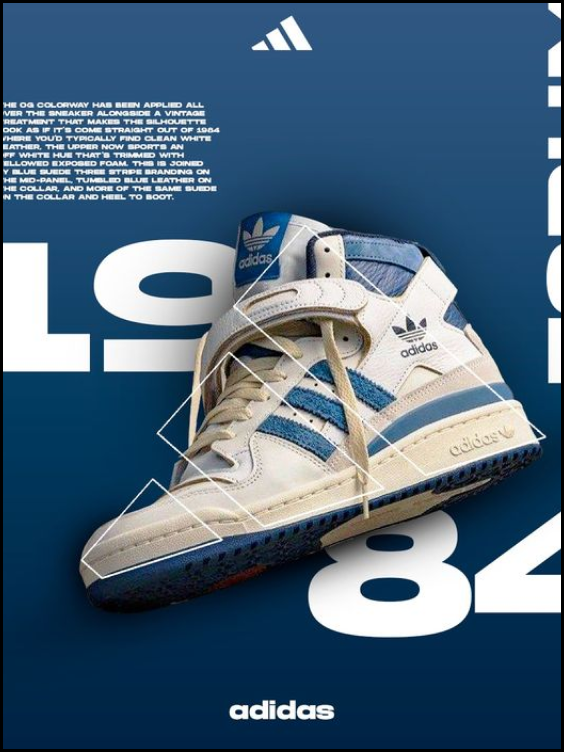 HE OG COLORWAY HAS BEEN APPLIED ALL
VER THE SNEAKER ALONGSIDE A VINTAGE
REATMENT THAT MAKES THE SILHOUETTE
OOK AS IF IT'S COME STRAIGHT OUT OF 1984
HERE YOU'D TYPICALLY FIND CLEAN WHITE
EATHER, THE UPPER NOW SPORTS AN
FF WHITE HUE THAT'S TRIMMED WITH
ELLOWED EXPOSED FOAM. THIS IS JOINED
Y BLUE SUEDE THREE STRIPE BRANDING ON
HE MID-PANEL, TUMBLED BLUE LEATHER ON
HE COLLAR, AND MORE OF THE SAME SUEDE
N THE COLLAR AND HEEL TO BOOT.
19
adidas
adidas
adidas
84
adidas